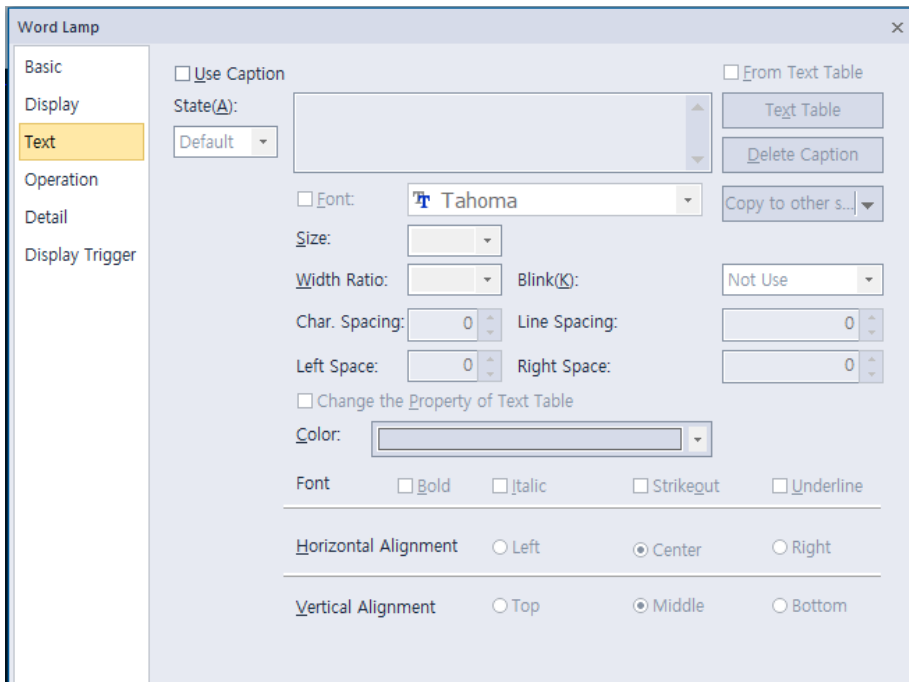 Word Lamp
Basic
Display
Text
Operation
Detail
Display Trigger
Use Caption
From Text Table
State(A):
Text Table
Default
Delete Caption
Font:
Tahoma
Copy to other s...
Size:
Width Ratio:
Blink(K):
Not Use
Char. Spacing:
0
Line Spacing:
0
Left Space:
0
Right Space:
0
Change the Property of Text Table
Color:
Font
Bold
Italic
Strikeout
Underline
Horizontal Alignment
Left
Center
Right
Vertical Alignment
Top
Middle
Bottom